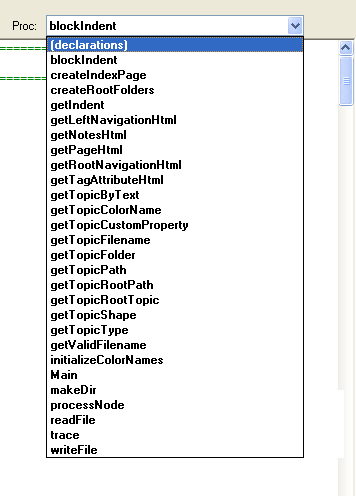 Proc: blockIndent
(declarations)
blockIndent
createIndexPage
createRootFolders
getIndent
getLeftNavigationHtml
getNotesHtml
getPageHtml
getRootNavigationHtml
getTagAttributeHtml
getTopicByText
getTopicColorName
getTopicCustomProperty
getTopicFilename
getTopicFolder
getTopicPath
getTopicRootPath
getTopicRootTopic
getTopicShape
getTopicType
getValidFilename
initializeColorNames
Main
makeDir
processNode
readFile
trace
writeFile